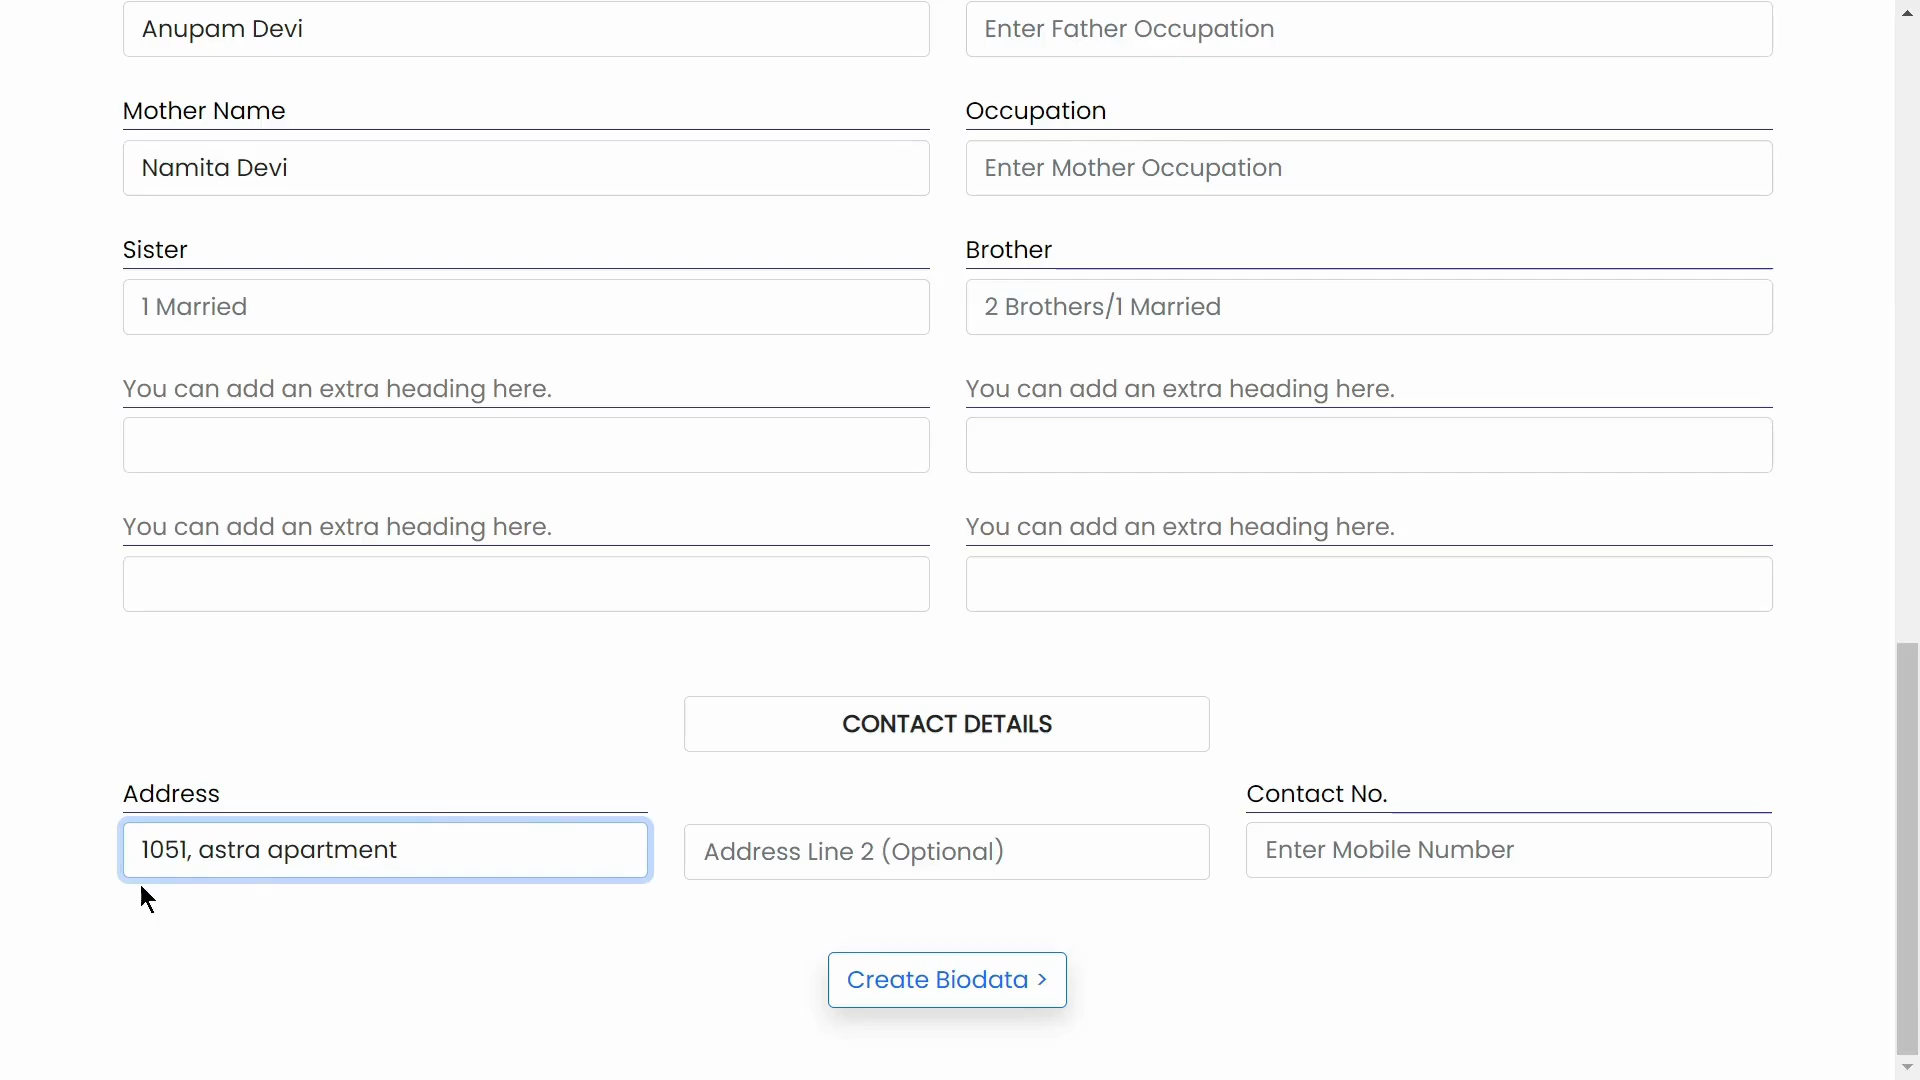 Anupam Devi
Enter Father Occupation
Mother Name
Occupation
Namita Devi
Enter Mother Occupation
Sister
Brother
1 Married
2 Brothers/1 Married
You can add an extra heading here.
You can add an extra heading here.
You can add an extra heading here.
You can add an extra heading here.
CONTACT DETAILS
Address
Contact No.
1051, astra apartment
Address Line 2 (Optional)
Enter Mobile Number
Create Biodata >